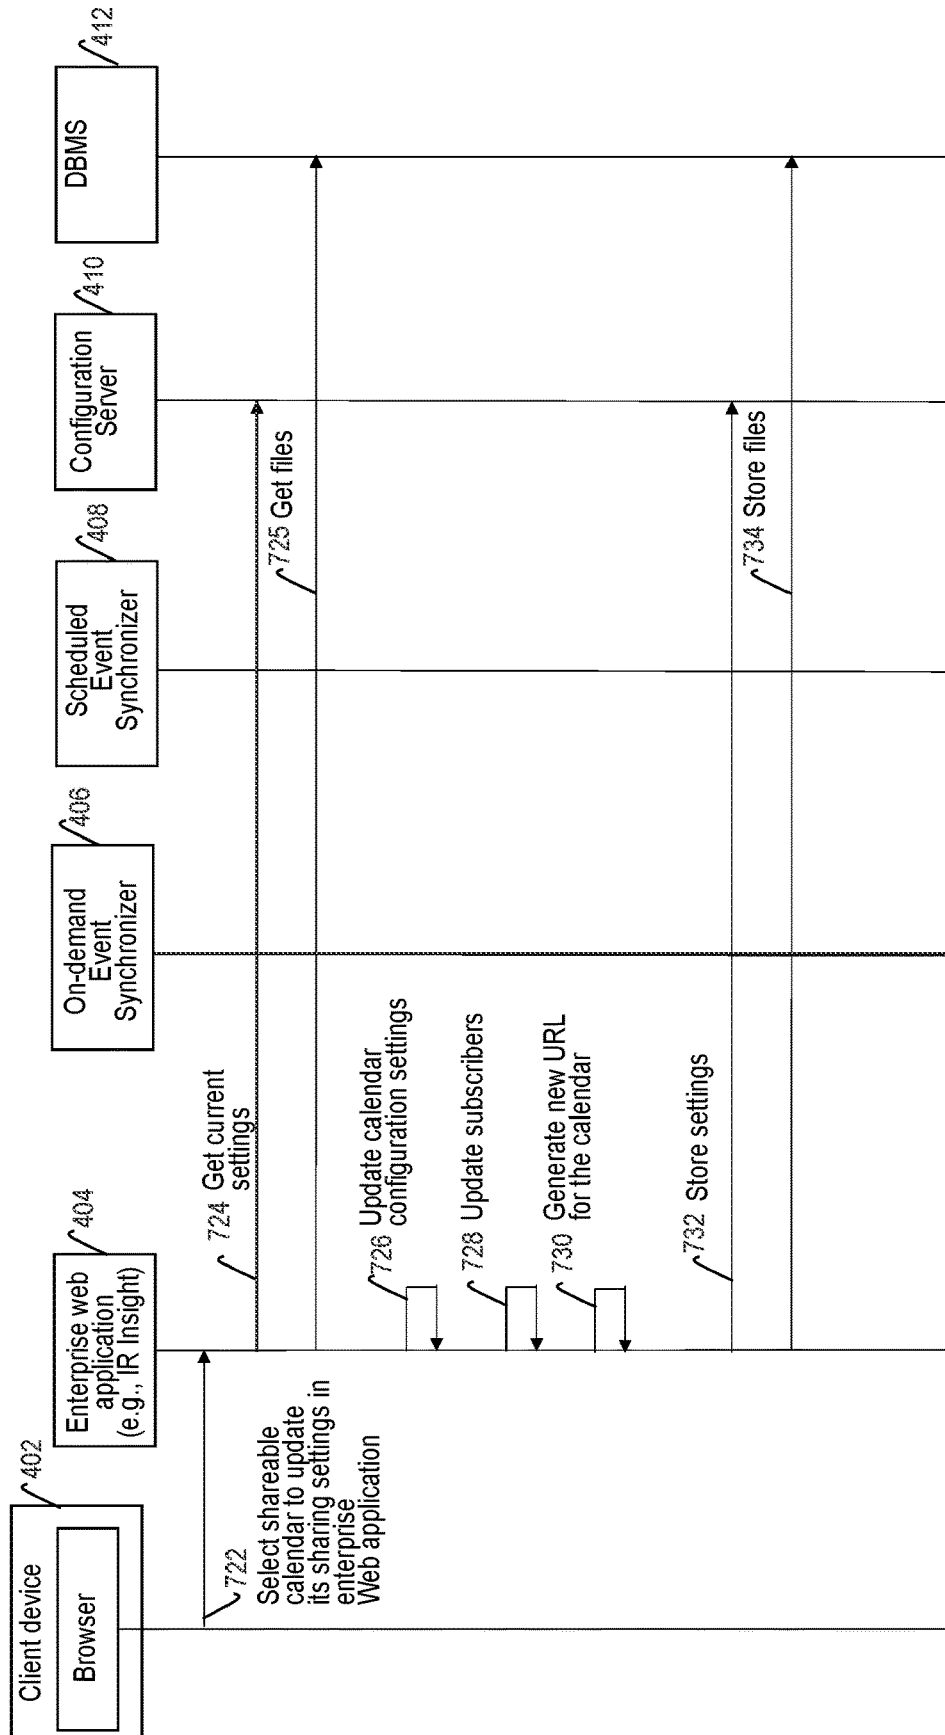 Client device
402
Browser
Enterprise web
application
(e.g., IR Insight)
404
On-demand
Event
Synchronizer
406
Scheduled
Event
Synchronizer
408
Configuration
Server
410
DBMS
412
722
Select shareable
calendar to update
its sharing settings in
enterprise
Web application
724 Get current
settings
725 Get files
726 Update calendar
configuration settings
728 Update subscribers
730 Generate new URL
for the calendar
732 Store settings
734 Store files